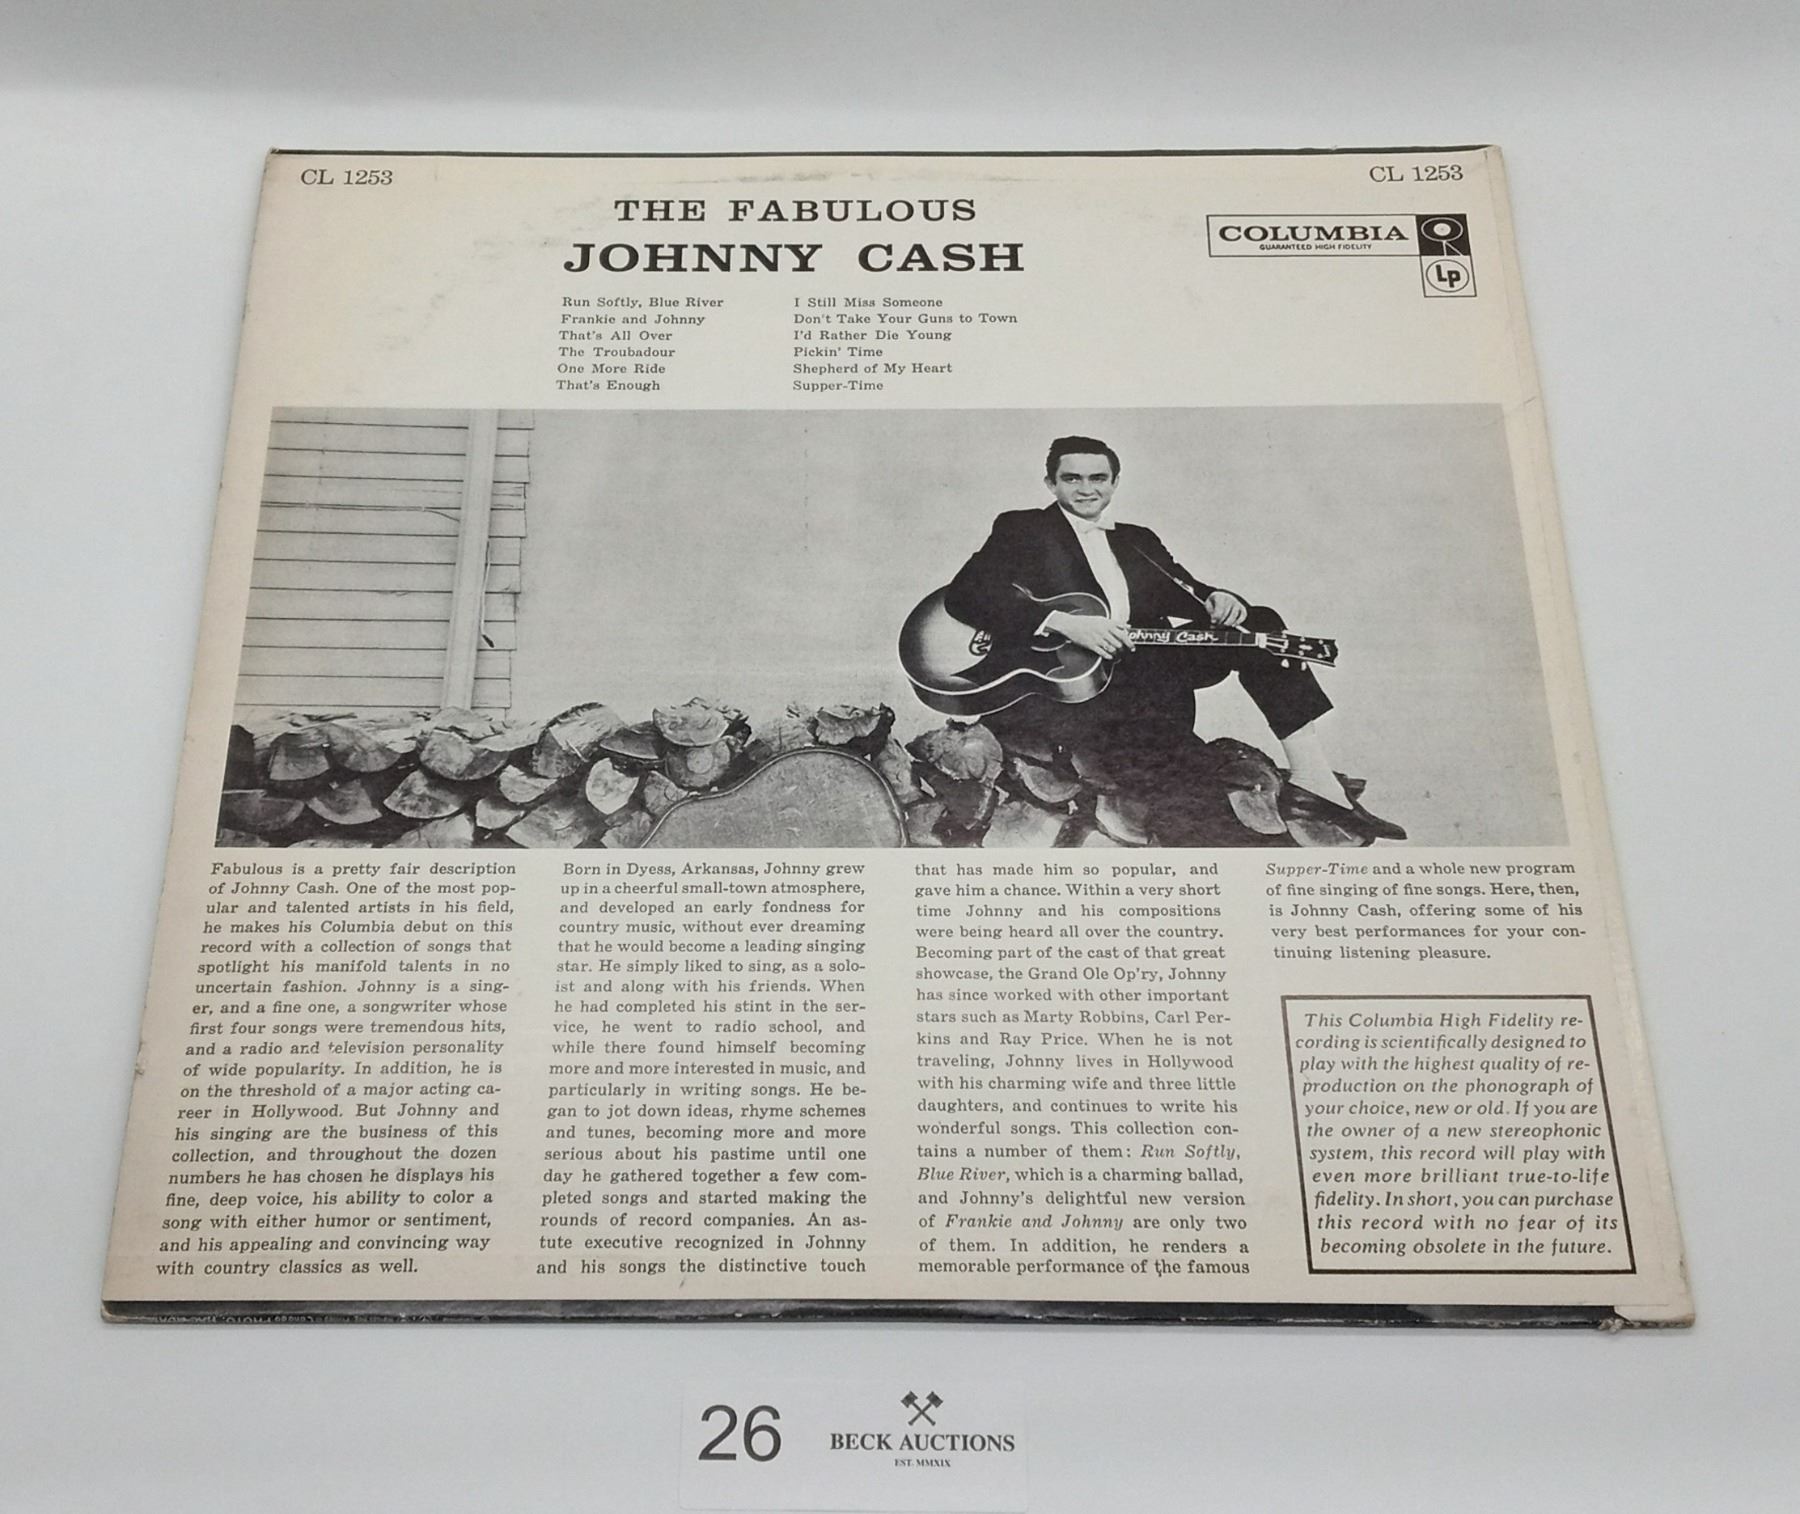 CL 1253
CL 1253
THE FABULOUS
JOHNNY CASH
COLUMBIA
GUARANTEED HIGH FIDELITY
Lp
Run Softly, Blue River
Frankie and Johnny
That's All Over
The Troubadour
One More Ride
That's Enough
I Still Miss Someone
Don't Take Your Guns to Town
I'd Rather Die Young
Pickin' Time
Shepherd of My Heart
Supper-Time
Johnny Cash
Fabulous is a pretty fair description
of Johnny Cash. One of the most pop-
ular and talented artists in his field,
he makes his Columbia debut on this
record with a collection of songs that
spotlight his manifold talents in no
uncertain fashion. Johnny is a sing-
er, and a fine one, a songwriter whose
first four songs were tremendous hits,
and a radio and television personality
of wide popularity. In addition, he is
on the threshold of a major acting ca-
reer in Hollywood. But Johnny and
his singing are the business of this
collection, and throughout the dozen
numbers he has chosen he displays his
fine, deep voice, his ability to color a
song with either humor or sentiment,
and his appealing and convincing way
with country classics as well.
Born in Dyess, Arkansas, Johnny grew
up in a cheerful small-town atmosphere,
and developed an early fondness for
country music, without ever dreaming
that he would become a leading singing
star. He simply liked to sing, as a solo-
ist and along with his friends. When
he had completed his stint in the ser-
vice, he went to radio school, and
while there found himself becoming
more and more interested in music, and
particularly in writing songs. He be-
gan to jot down ideas, rhyme schemes
and tunes, becoming more and more
serious about his pastime until one
day he gathered together a few com-
pleted songs and started making the
rounds of record companies. An as-
tute executive recognized in Johnny
and his songs the distinctive touch
that has made him so popular, and
gave him a chance. Within a very short
time Johnny and his compositions
were being heard all over the country.
Becoming part of the cast of that great
showcase, the Grand Ole Op'ry, Johnny
has since worked with other important
stars such as Marty Robbins, Carl Per-
kins and Ray Price. When he is not
traveling, Johnny lives in Hollywood
with his charming wife and three little
daughters, and continues to write his
wonderful songs. This collection con-
tains a number of them: Run Softly,
Blue River, which is a charming ballad,
and Johnny's delightful new version
of Frankie and Johnny are only two
of them. In addition, he renders a
memorable performance of the famous
Supper-Time and a whole new program
of fine singing of fine songs. Here, then,
is Johnny Cash, offering some of his
very best performances for your con-
tinuing listening pleasure.
This Columbia High Fidelity re-
cording is scientifically designed to
play with the highest quality of re-
production on the phonograph of
your choice, new or old. If you are
the owner of a new stereophonic
system, this record will play with
even more brilliant true-to-life
fidelity. In short, you can purchase
this record with no fear of its
becoming obsolete in the future.
26
BECK AUCTIONS
EST. MMXIX